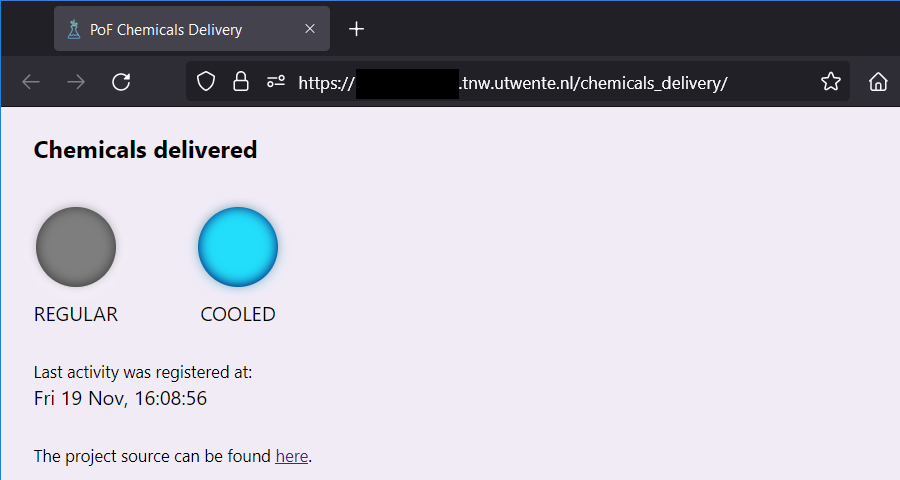 PoF Chemicals Delivery
https:// .tnw.utwente.nl/chemicals_delivery/
Chemicals delivered
REGULAR COOLED
Last activity was registered at:
Fri 19 Nov, 16:08:56
The project source can be found here.